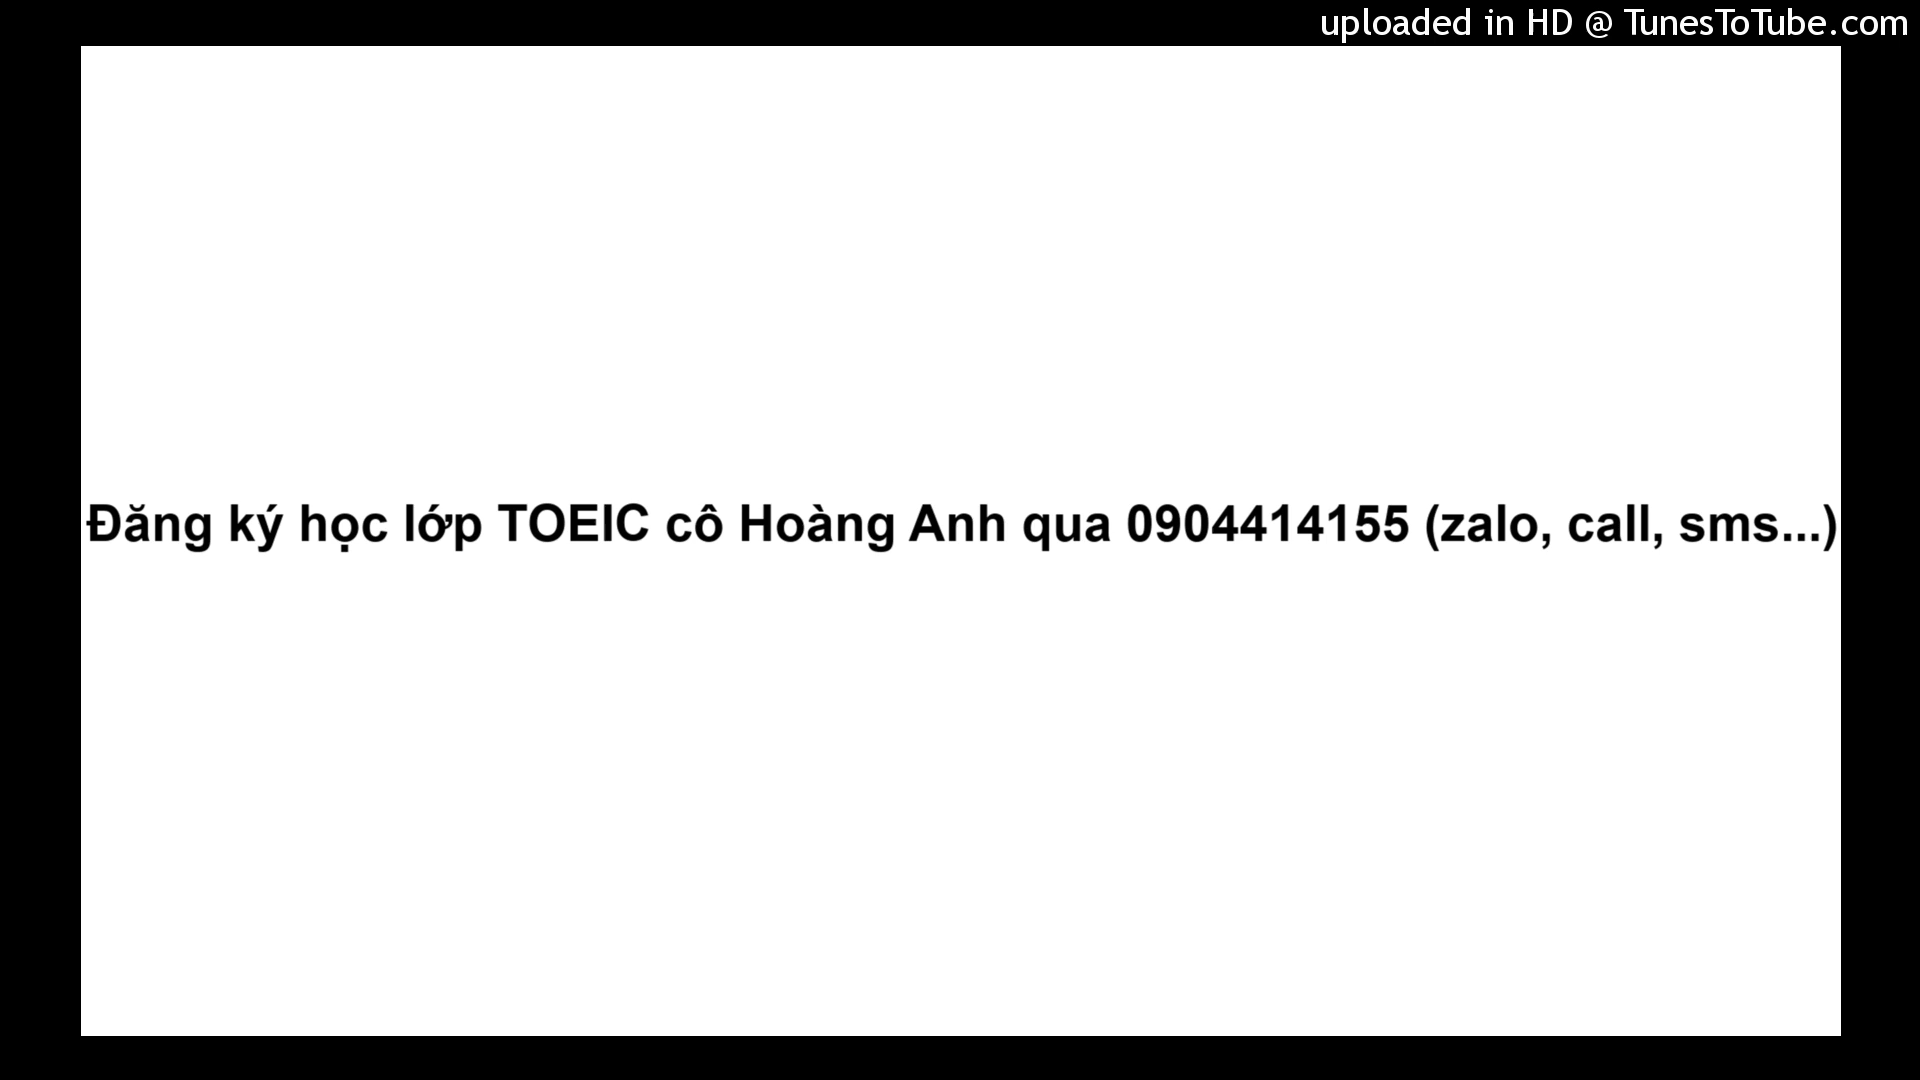 uploaded in HD @ TunesToTube.com
Đăng ký học lớp TOEIC cô Hoàng Anh qua 0904414155 (zalo, call, sms...)